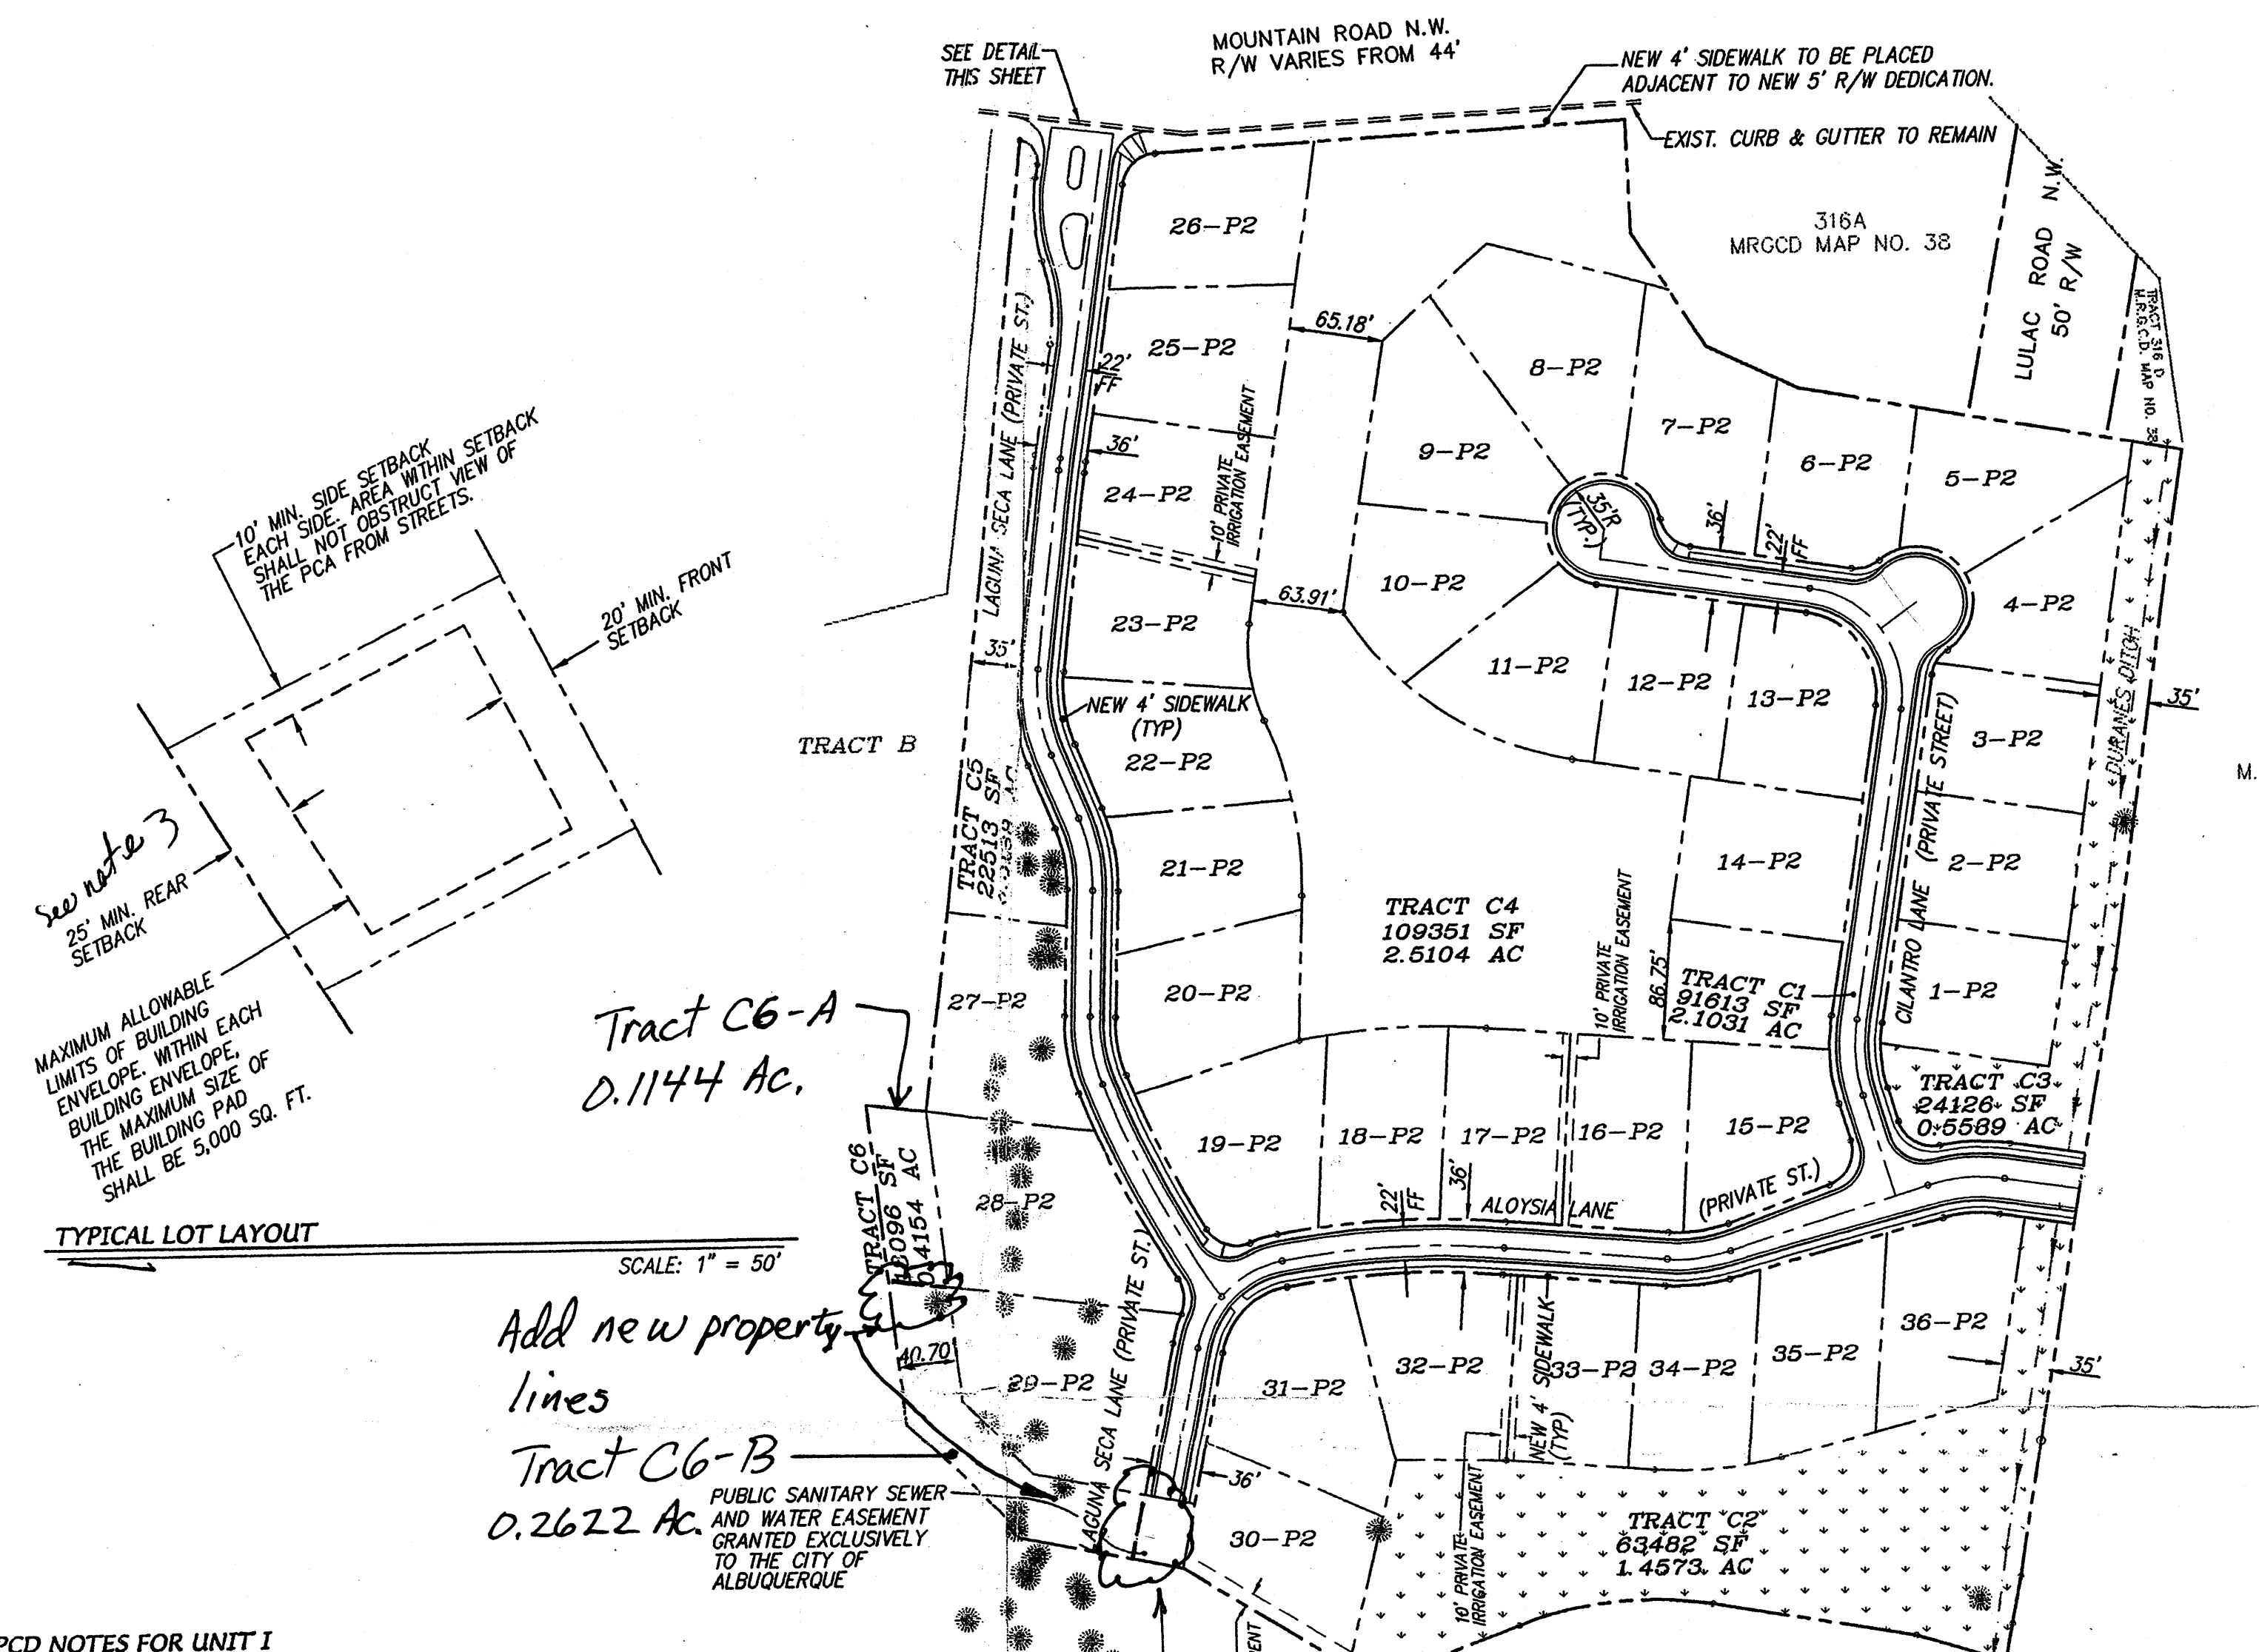 MOUNTAIN ROAD N.W.
R/W VARIES FROM 44'
SEE DETAIL
THIS SHEET
NEW 4' SIDEWALK TO BE PLACED
ADJACENT TO NEW 5' R/W DEDICATION.
EXIST. CURB & GUTTER TO REMAIN
316A
MRGCD MAP NO. 38
LULAC ROAD N.W.
50' R/W
TRACT 316 D
M.R.G.C.D. MAP NO. 38
26-P2
25-P2
24-P2
23-P2
22-P2
21-P2
20-P2
19-P2
18-P2
17-P2
16-P2
15-P2
14-P2
13-P2
12-P2
11-P2
10-P2
9-P2
8-P2
7-P2
6-P2
5-P2
4-P2
3-P2
2-P2
1-P2
65.18'
63.91'
22'
FF
36'
10' PRIVATE
IRRIGATION EASEMENT
LAGUNA SECA LANE (PRIVATE ST.)
35'
NEW 4' SIDEWALK
(TYP)
35'R
(TYP.)
36'
22'
FF
DURANES DITCH
35'
M.
CILANTRO LANE (PRIVATE STREET)
TRACT B
TRACT C5
22513 SF
AC
TRACT C4
109351 SF
2.5104 AC
10' PRIVATE
IRRIGATION EASEMENT
86.75'
TRACT C1
91613 SF
2.1031 AC
TRACT C3
24126 SF
0.5589 AC
10' MIN. SIDE SETBACK
EACH SIDE. AREA WITHIN SETBACK
SHALL NOT OBSTRUCT VIEW OF
THE PCA FROM STREETS.
20' MIN. FRONT
SETBACK
See note 3
25' MIN. REAR
SETBACK
MAXIMUM ALLOWABLE
LIMITS OF BUILDING
ENVELOPE. WITHIN EACH
BUILDING ENVELOPE,
THE MAXIMUM SIZE OF
THE BUILDING PAD
SHALL BE 5,000 SQ. FT.
TYPICAL LOT LAYOUT
SCALE: 1" = 50'
Tract C6-A
0.1144 Ac.
27-P2
28-P2
29-P2
TRACT C6
SF
AC
Add new property
lines
40.70'
Tract C6-B
0.2622 Ac.
PUBLIC SANITARY SEWER
AND WATER EASEMENT
GRANTED EXCLUSIVELY
TO THE CITY OF
ALBUQUERQUE
LAGUNA SECA LANE (PRIVATE ST.)
36'
22'
FF
36'
ALOYSIA LANE
(PRIVATE ST.)
30-P2
31-P2
32-P2
33-P2
34-P2
35-P2
36-P2
NEW 4' SIDEWALK
(TYP)
10' PRIVATE
IRRIGATION EASEMENT
35'
TRACT C2
63482 SF
1.4573 AC
PCD NOTES FOR UNIT I